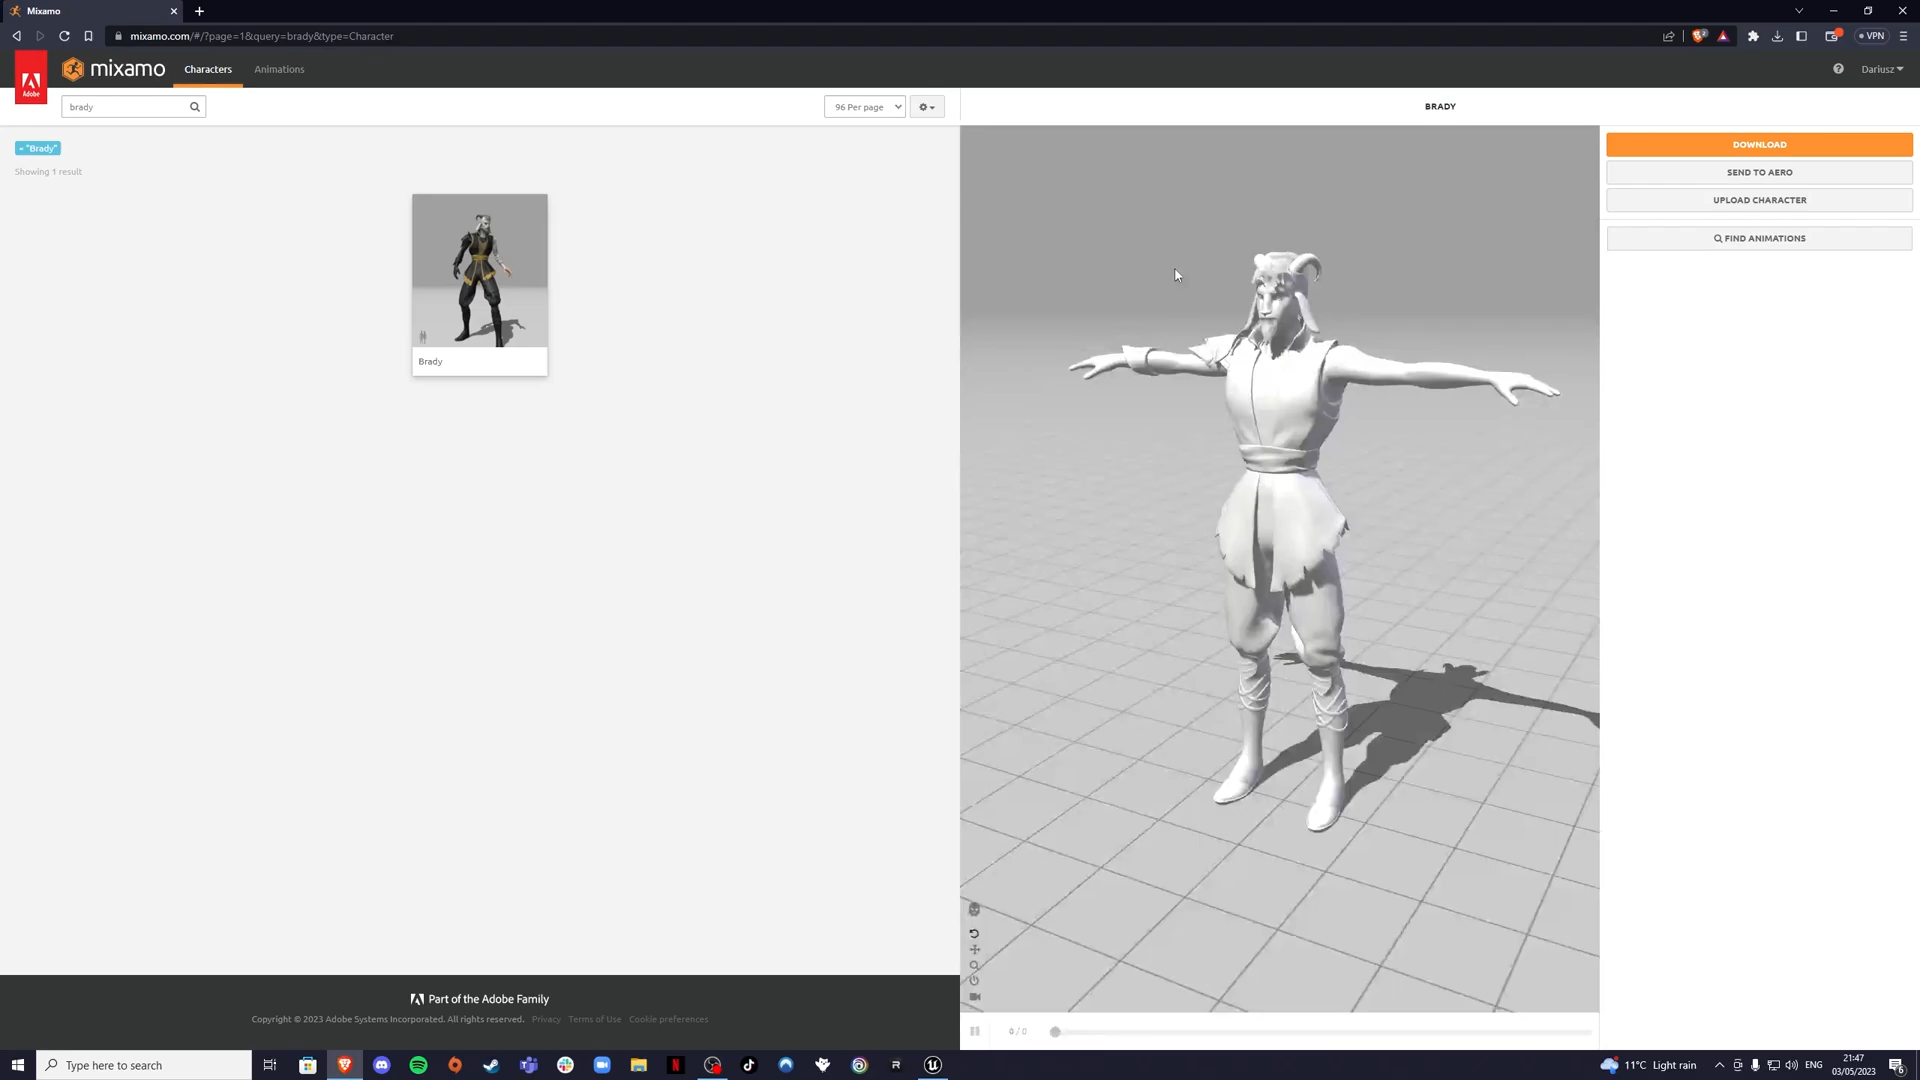 Mixamo
mixamo.com/#/?page=1&query=brady&type=Character
VPN
Adobe
mixamo
Characters
Animations
Dariusz
brady
96 Per page
BRADY
"Brady"
Showing 1 result
Brady
DOWNLOAD
SEND TO AERO
UPLOAD CHARACTER
FIND ANIMATIONS
0 / 0
Part of the Adobe Family
Copyright © 2023 Adobe Systems Incorporated. All rights reserved. Privacy Terms of Use Cookie preferences
Type here to search
11°C Light rain
ENG
21:47
03/05/2023